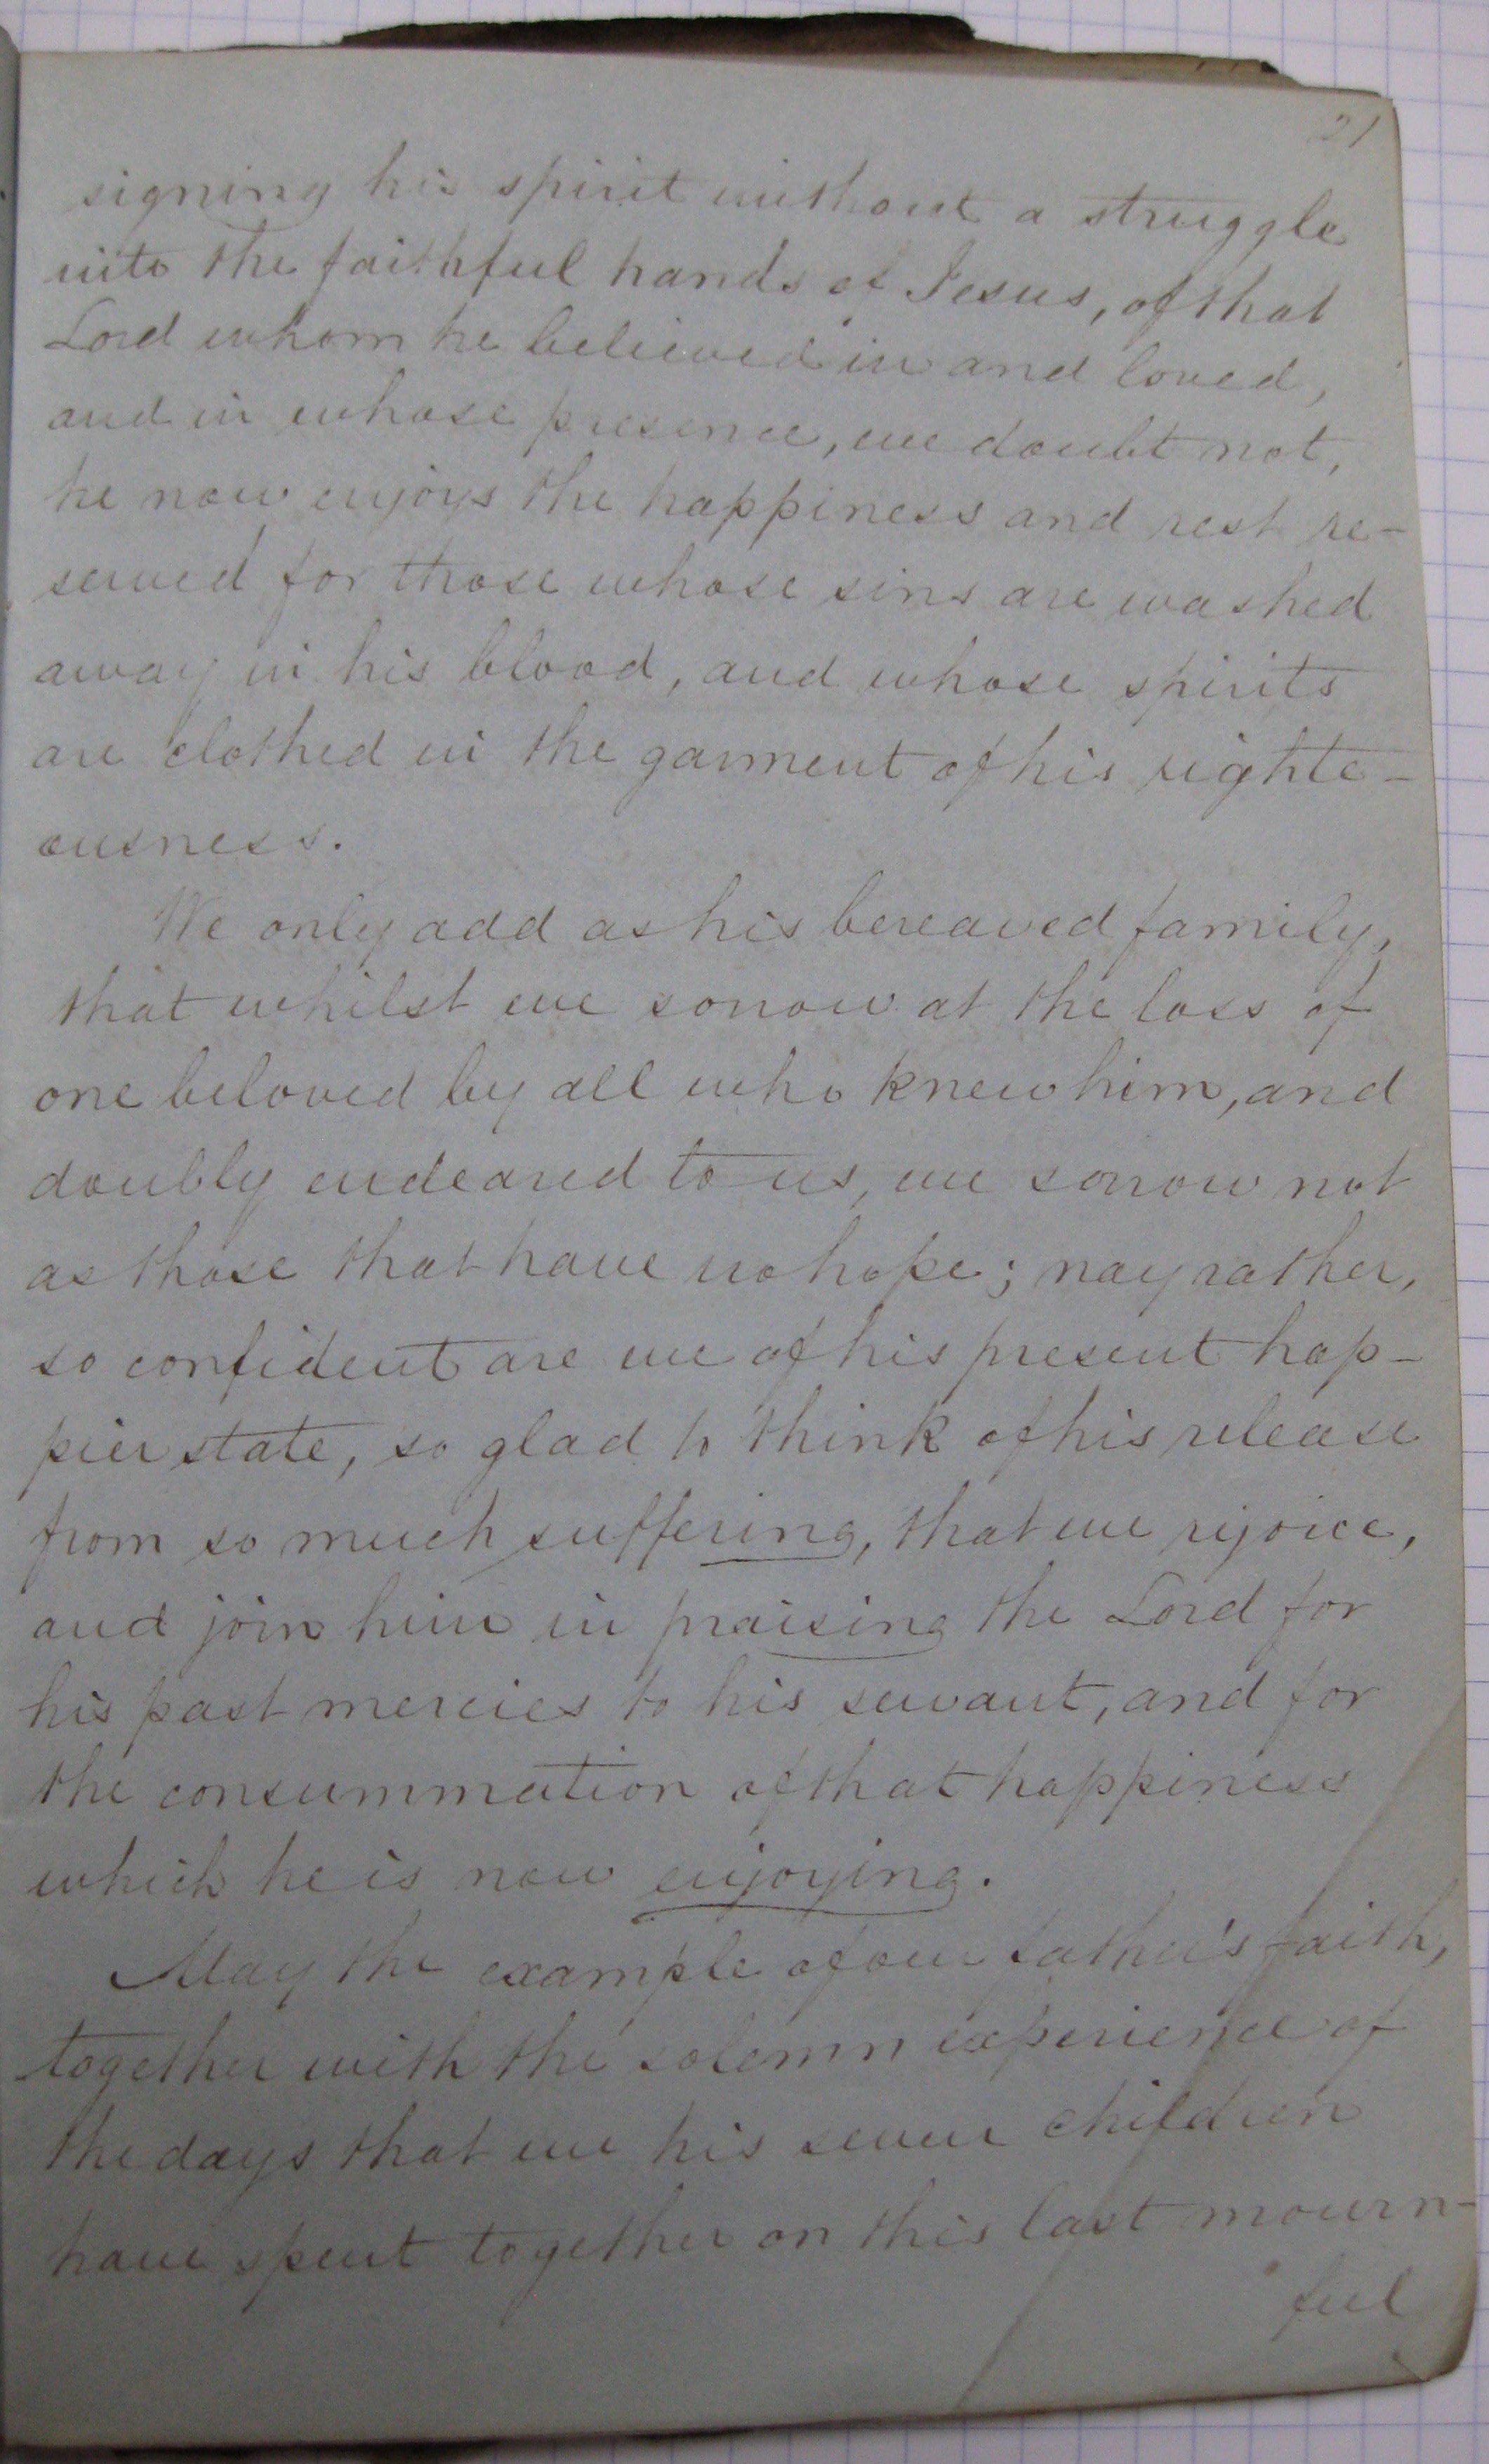 21
signing his spirit without a struggle
into the faithful hands of Jesus, of that
Lord whom he believed in and loved,
and in whose presence, we doubt not,
he now enjoys the happiness and rest re-
served for those whose sins are washed
away in his blood, and whose spirits
are clothed in the garment of his righte-
ousness.
We only add as his bereaved family,
that whilst we sorrow at the loss of
one beloved by all who knew him, and
doubly endeared to us, we sorrow not
as those that have no hope; nay rather,
so confident are we of his present hap-
pier state, so glad to think of his release
from so much suffering, that we rejoice,
and join him in praising the Lord for
his past mercies to his servant, and for
the consummation of that happiness
which he is now enjoying.
May the example of our father's faith,
together with the solemn experience of
the days that we his seven children
have spent together on this last mourn-
ful